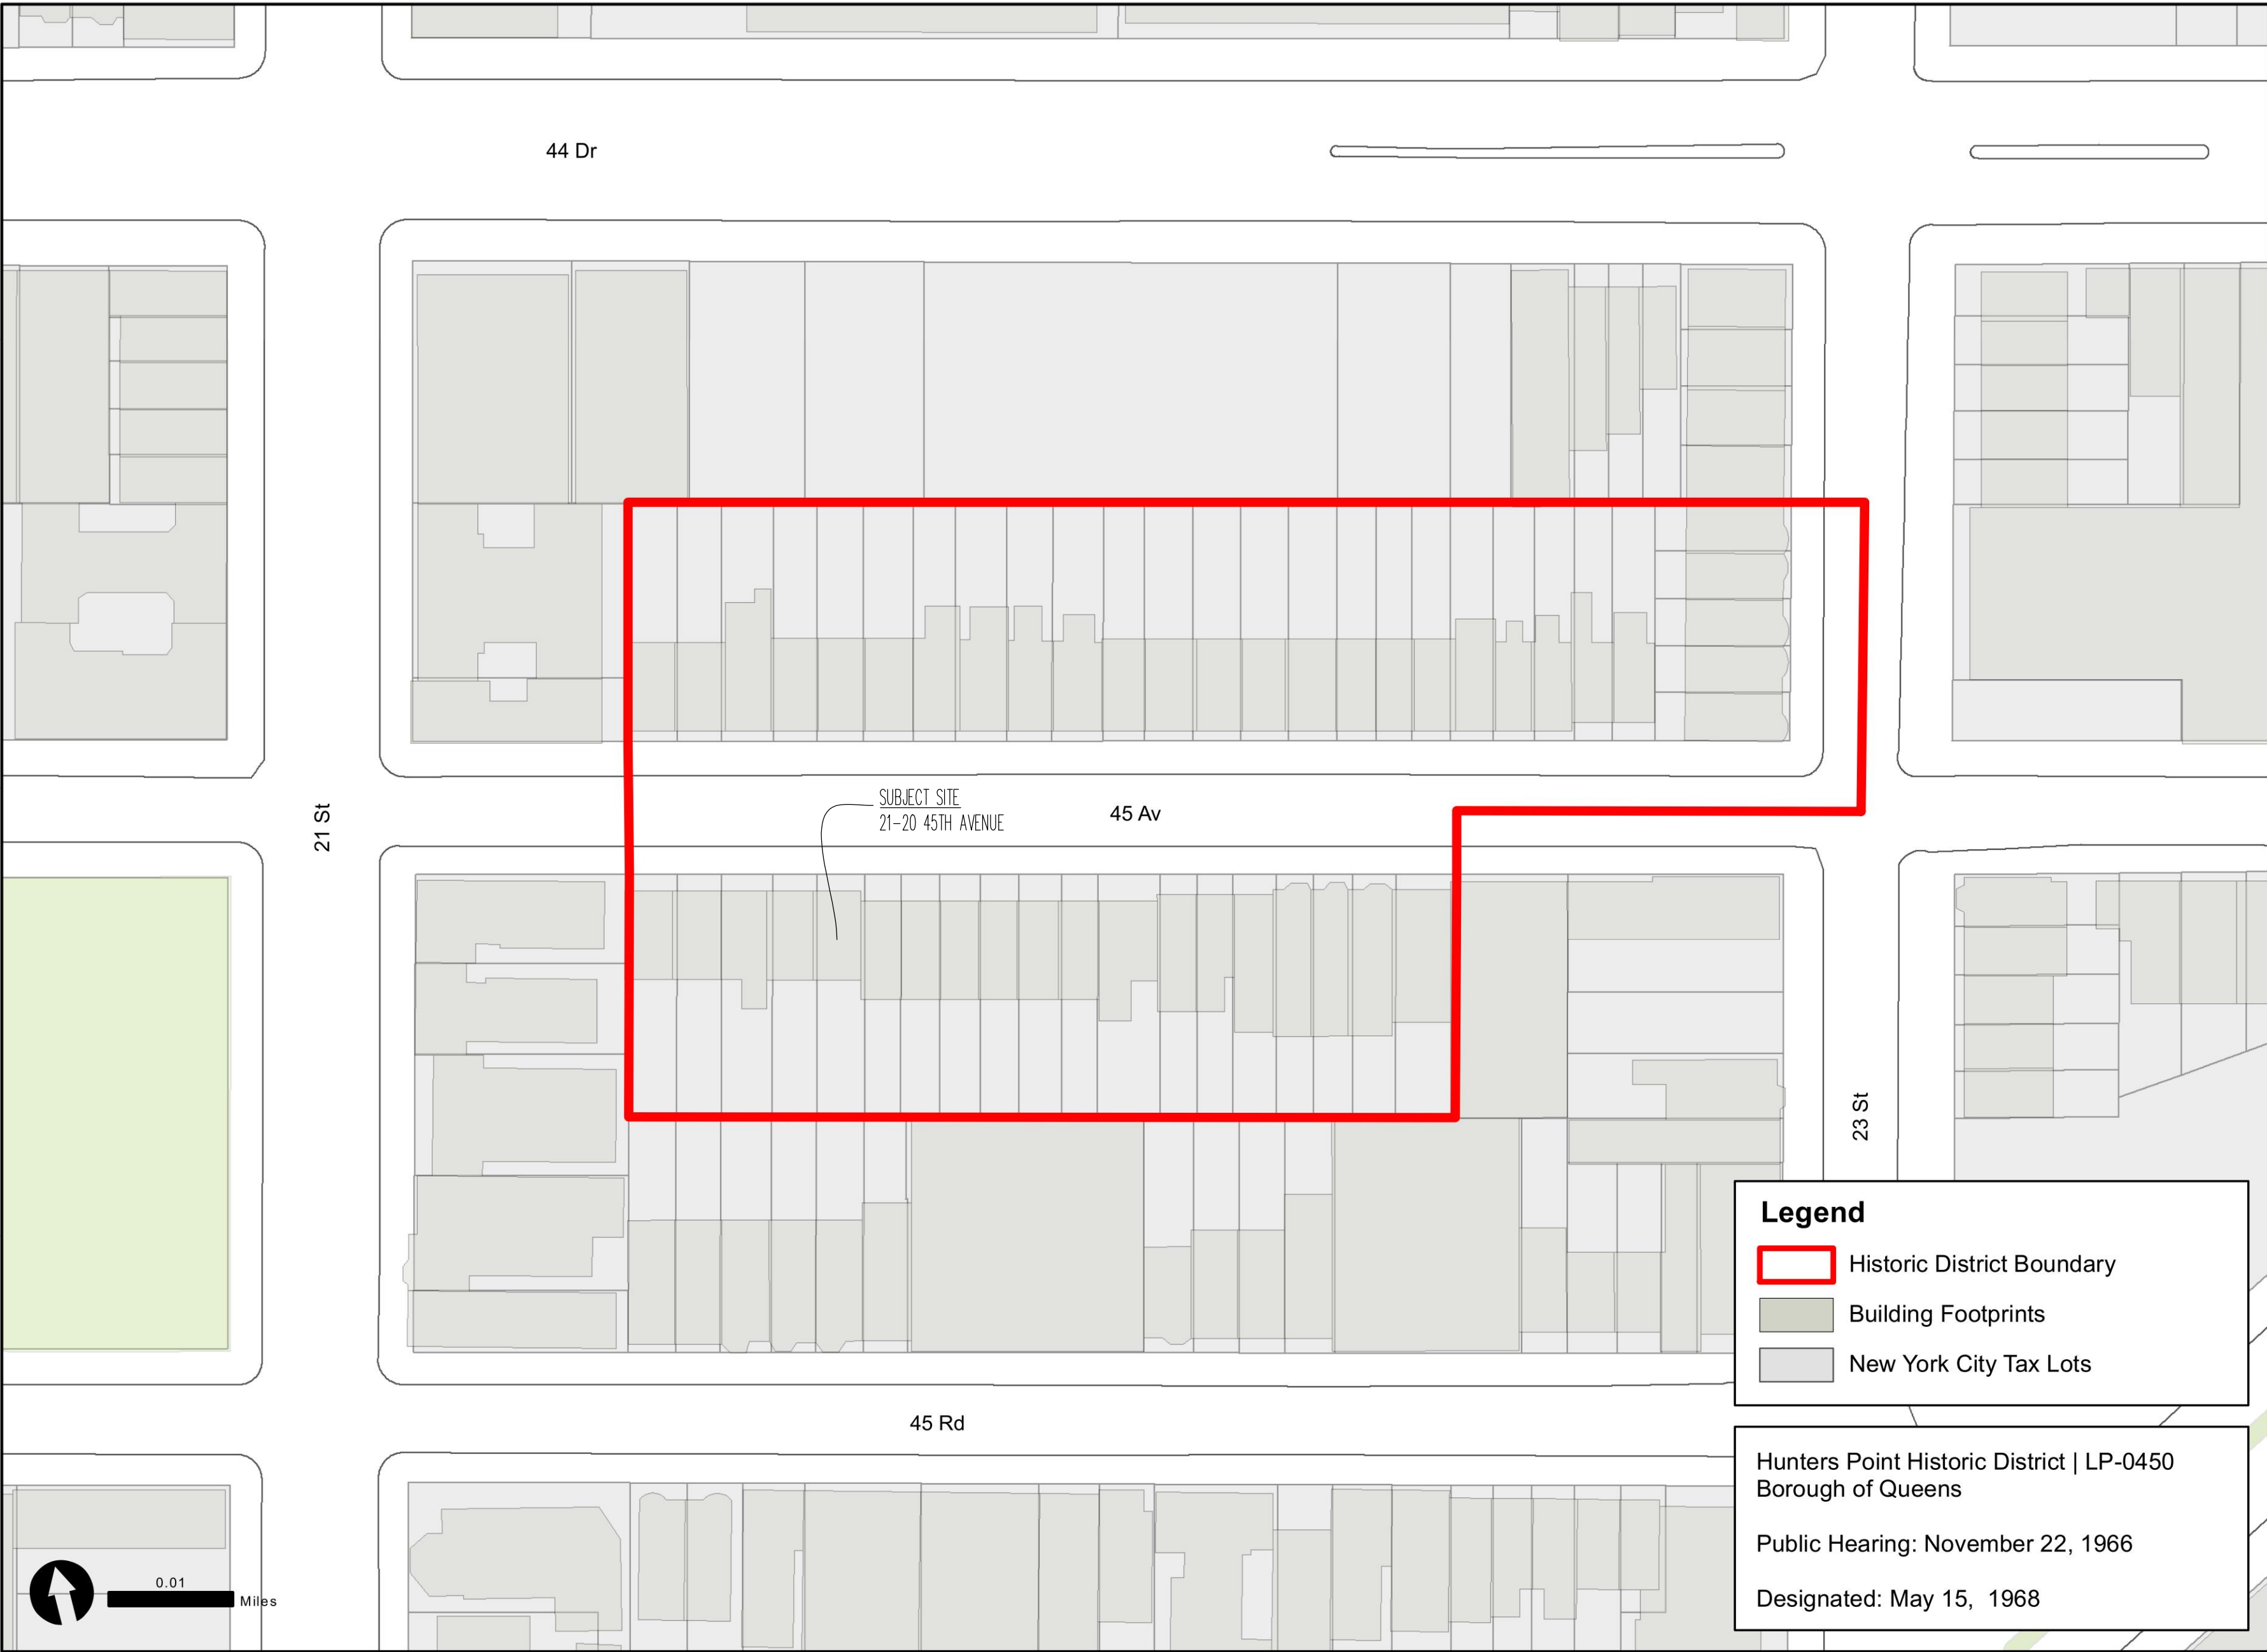 44 Dr
SUBJECT SITE
21-20 45TH AVENUE
45 Av
21 St
23 St
45 Rd
Legend
Historic District Boundary
Building Footprints
New York City Tax Lots
Hunters Point Historic District | LP-0450
Borough of Queens
Public Hearing: November 22, 1966
Designated: May 15, 1968
0.01
Miles